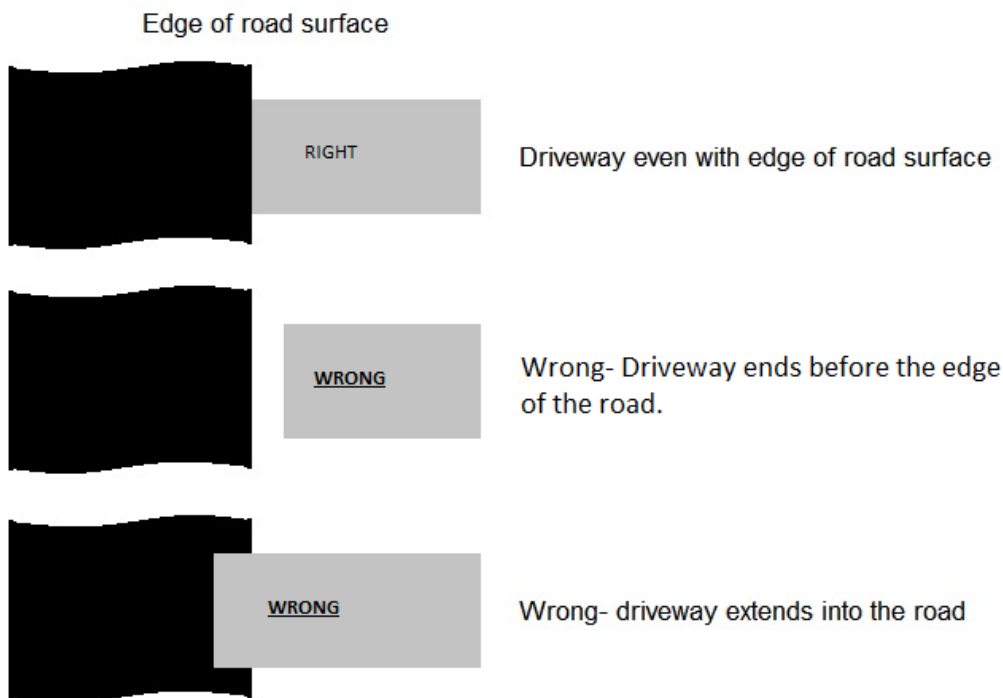 Edge of road surface
RIGHT
Driveway even with edge of road surface
WRONG
Wrong- Driveway ends before the edge
of the road.
WRONG
Wrong- driveway extends into the road